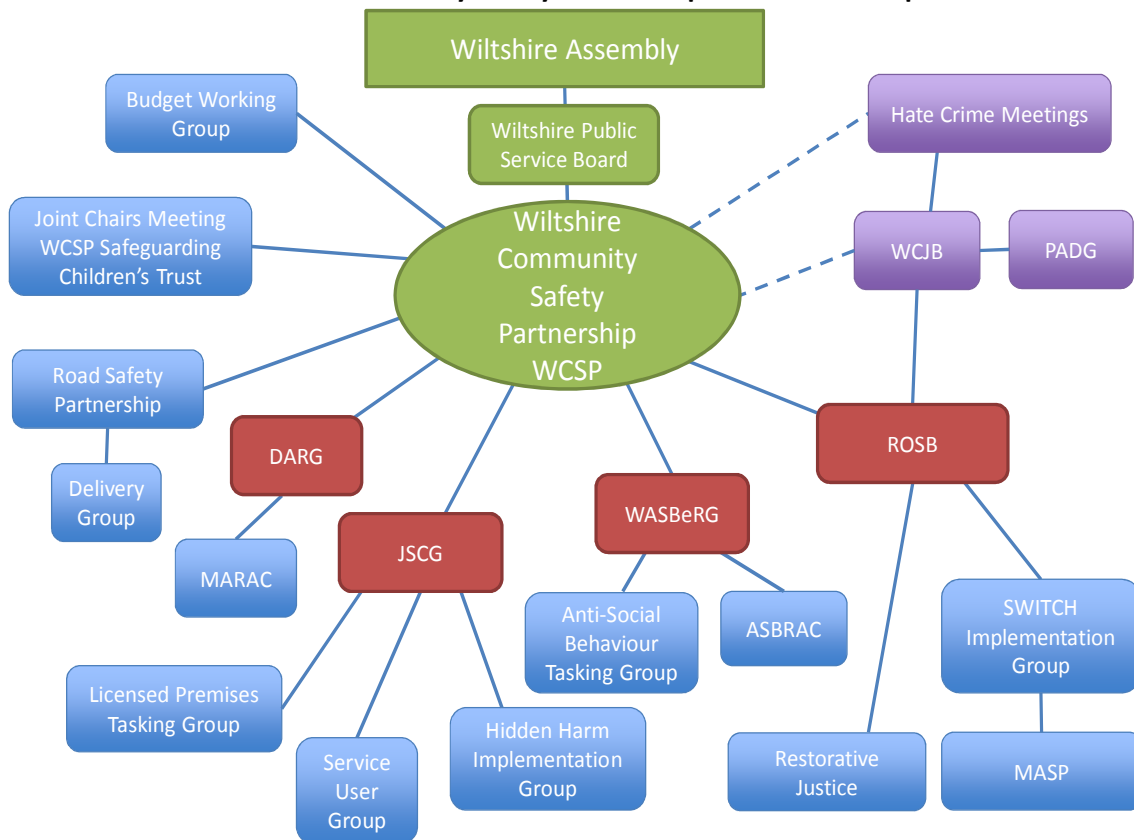 Wiltshire Assembly
Budget Working
Group
Wiltshire Public
Service Board
Hate Crime Meetings
Joint Chairs Meeting
WCSP Safeguarding
Children's Trust
Wiltshire
Community
Safety
Partnership
WCSP
WCJB
PADG
Road Safety
Partnership
DARG
ROSB
Delivery
Group
MARAC
JSCG
WASBeRG
Anti-Social
Behaviour
Tasking Group
ASBRAC
SWITCH
Implementation
Group
Licensed Premises
Tasking Group
Service
User
Group
Hidden Harm
Implementation
Group
Restorative
Justice
MASP